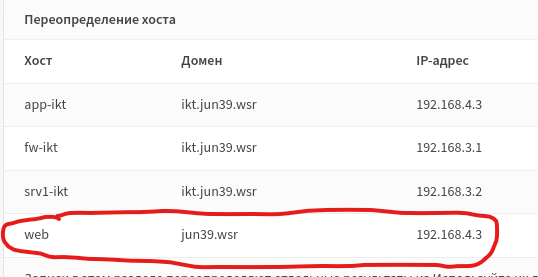 Переопределение хоста
Хост Домен IP-адрес
app-ikt ikt.jun39.wsr 192.168.4.3
fw-ikt ikt.jun39.wsr 192.168.3.1
srv1-ikt ikt.jun39.wsr 192.168.3.2
web jun39.wsr 192.168.4.3